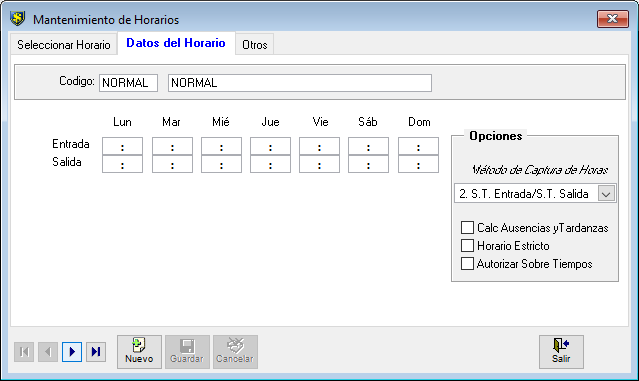 Mantenimiento de Horarios
Seleccionar Horario Datos del Horario Otros
Codigo: NORMAL NORMAL
Lun Mar Mié Jue Vie Sáb Dom
Entrada : : : : : : :
Salida : : : : : : :
Opciones
Método de Captura de Horas
2. S.T. Entrada/S.T. Salida
Calc Ausencias yTardanzas
Horario Estricto
Autorizar Sobre Tiempos
Nuevo Guardar Cancelar Salir